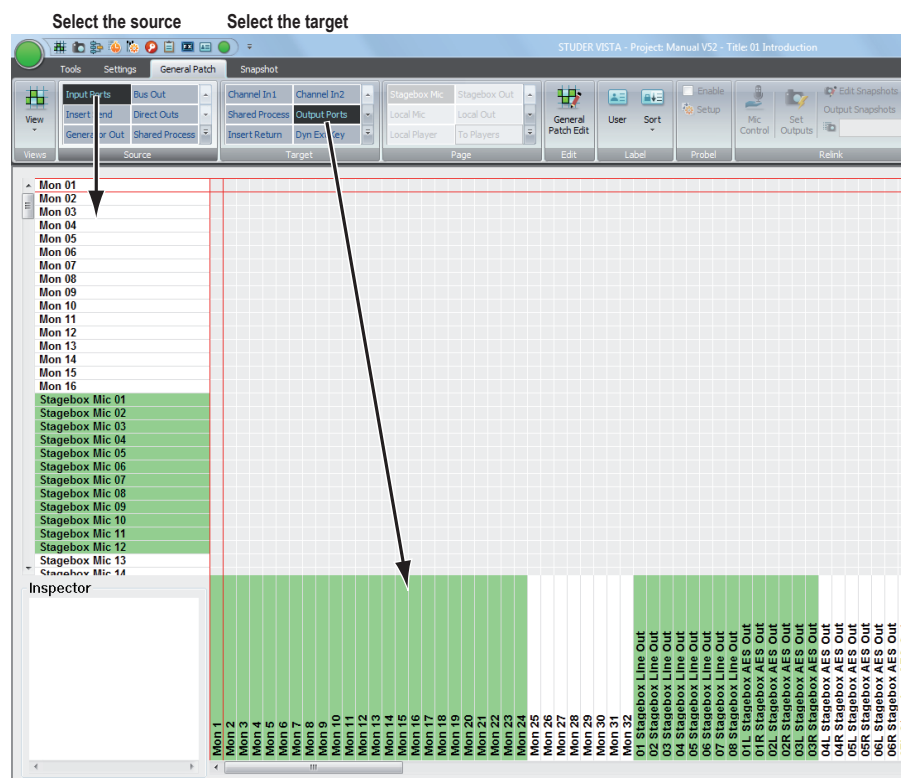 Select the source Select the target
STUDER VISTA - Project: Manual V52 - Title: 01 Introduction
Tools Settings General Patch Snapshot
Input Ports Bus Out Channel In1 Channel In2 Stagebox Mic Stagebox Out Enable Edit Snapshots
Insert Send Direct Outs Shared Process Output Ports Local Mic Local Out Setup Output Snapshots
Generator Out Shared Process Insert Return Dyn Ext Key Local Player To Players
View General Patch Edit User Sort Mic Control Set Outputs
Views Source Target Page Edit Label Probel Relink
Mon 01
Mon 02
Mon 03
Mon 04
Mon 05
Mon 06
Mon 07
Mon 08
Mon 09
Mon 10
Mon 11
Mon 12
Mon 13
Mon 14
Mon 15
Mon 16
Stagebox Mic 01
Stagebox Mic 02
Stagebox Mic 03
Stagebox Mic 04
Stagebox Mic 05
Stagebox Mic 06
Stagebox Mic 07
Stagebox Mic 08
Stagebox Mic 09
Stagebox Mic 10
Stagebox Mic 11
Stagebox Mic 12
Stagebox Mic 13
Stagebox Mic 14
Inspector
Mon 1
Mon 2
Mon 3
Mon 4
Mon 5
Mon 6
Mon 7
Mon 8
Mon 9
Mon 10
Mon 11
Mon 12
Mon 13
Mon 14
Mon 15
Mon 16
Mon 17
Mon 18
Mon 19
Mon 20
Mon 21
Mon 22
Mon 23
Mon 24
Mon 25
Mon 26
Mon 27
Mon 28
Mon 29
Mon 30
Mon 31
Mon 32
01 Stagebox Line Out
02 Stagebox Line Out
03 Stagebox Line Out
04 Stagebox Line Out
05 Stagebox Line Out
06 Stagebox Line Out
07 Stagebox Line Out
08 Stagebox Line Out
01L Stagebox AES Out
01R Stagebox AES Out
02L Stagebox AES Out
02R Stagebox AES Out
03L Stagebox AES Out
03R Stagebox AES Out
04L Stagebox AES Out
04R Stagebox AES Out
05L Stagebox AES Out
05R Stagebox AES Out
06L Stagebox AES Out
06R Stagebox AES Out